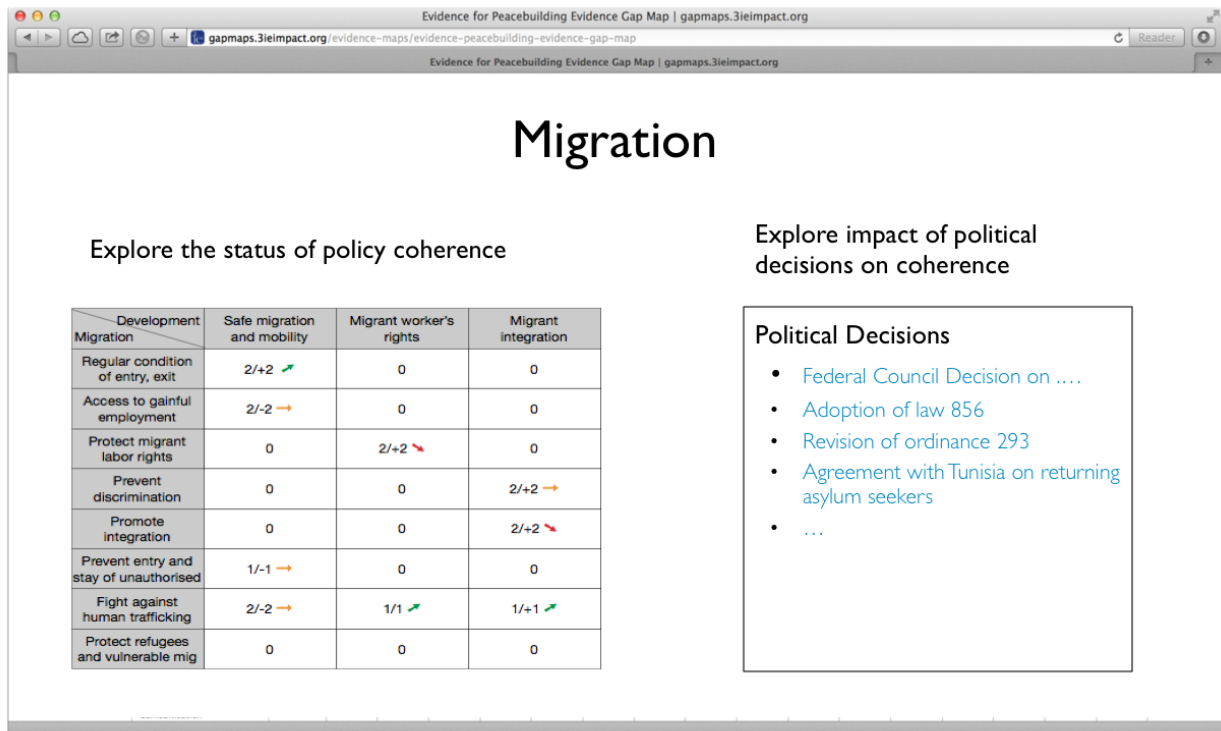 Evidence for Peacebuilding Evidence Gap Map | gapmaps.3ieimpact.org
gapmaps.3ieimpact.org/evidence-maps/evidence-peacebuilding-evidence-gap-map
Reader
Evidence for Peacebuilding Evidence Gap Map | gapmaps.3ieimpact.org
Migration
Explore the status of policy coherence
Development
Migration
Safe migration
and mobility
Migrant worker's
rights
Migrant
integration
Regular condition
of entry, exit
2/+2
0
0
Access to gainful
employment
2/-2
0
0
Protect migrant
labor rights
0
2/+2
0
Prevent
discrimination
0
0
2/+2
Promote
integration
0
0
2/+2
Prevent entry and
stay of unauthorised
1/-1
0
0
Fight against
human trafficking
2/-2
1/1
1/+1
Protect refugees
and vulnerable mig
0
0
0
Explore impact of political
decisions on coherence
Political Decisions
• Federal Council Decision on ….
• Adoption of law 856
• Revision of ordinance 293
• Agreement with Tunisia on returning
asylum seekers
• …